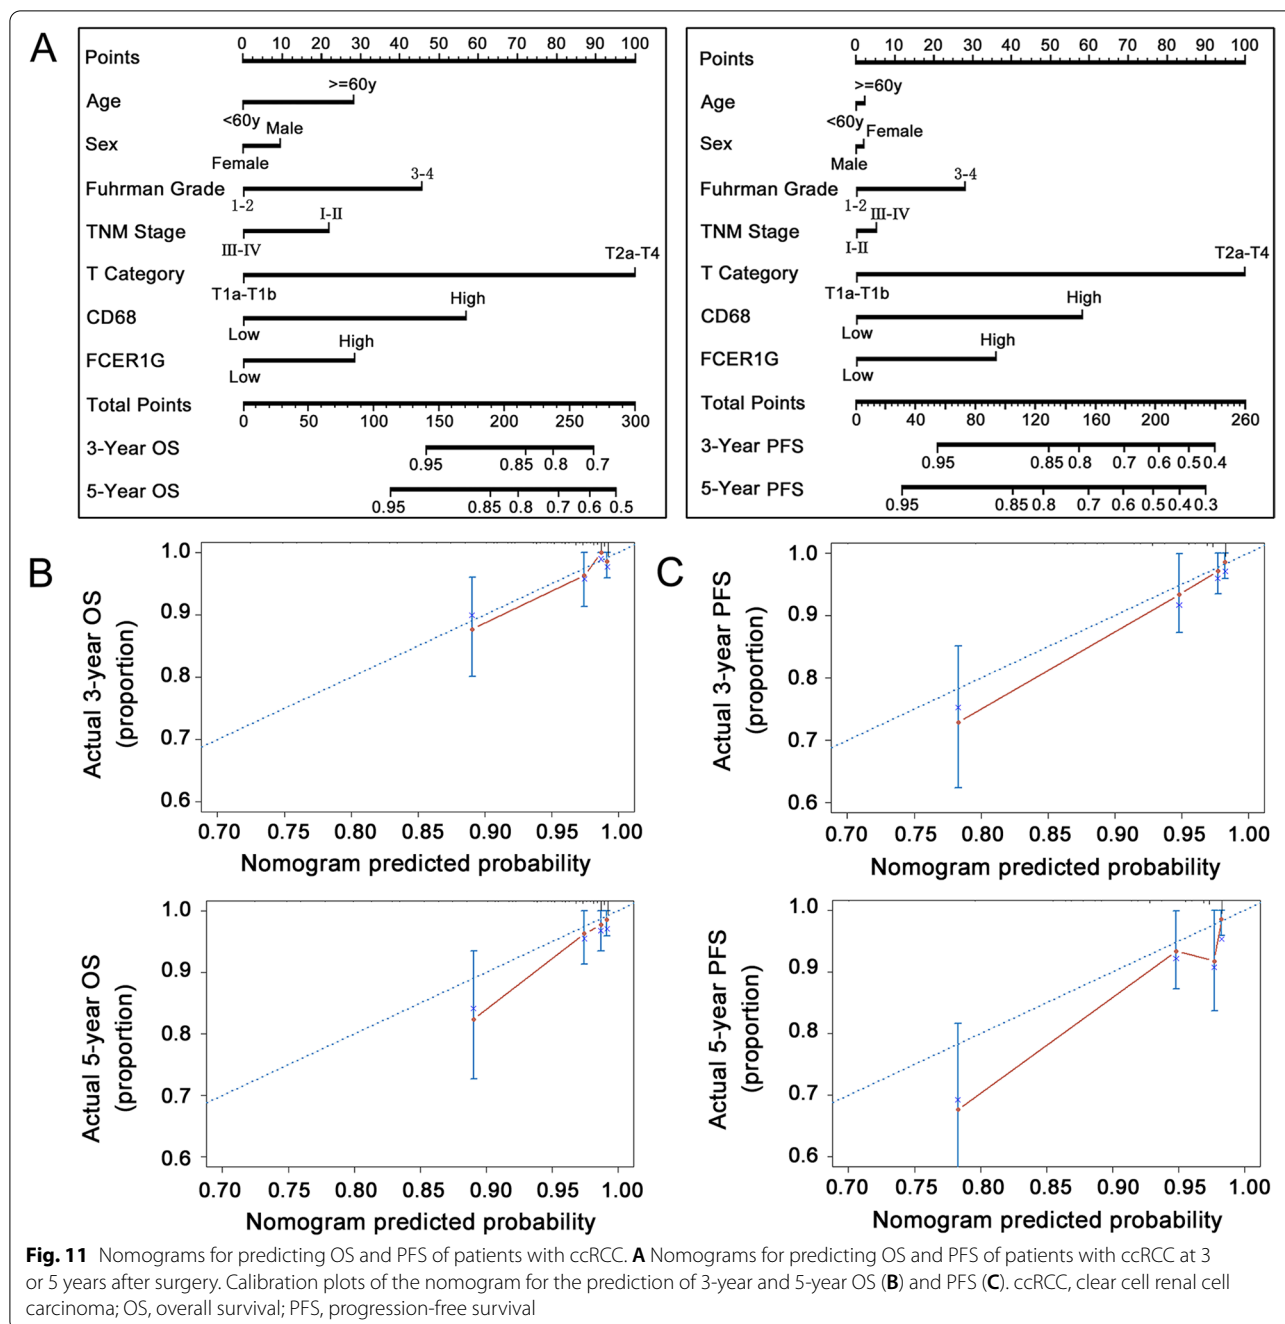 A
Points
0 10 20 30 40 50 60 70 80 90 100
Age
<60y >=60y
Sex
Female Male
Fuhrman Grade
1-2 3-4
TNM Stage
III-IV I-II
T Category
T1a-T1b T2a-T4
CD68
Low High
FCER1G
Low High
Total Points
0 50 100 150 200 250 300
3-Year OS
0.95 0.85 0.8 0.7
5-Year OS
0.95 0.85 0.8 0.7 0.6 0.5
Points
0 10 20 30 40 50 60 70 80 90 100
Age
<60y >=60y
Sex
Male Female
Fuhrman Grade
1-2 3-4
TNM Stage
I-II III-IV
T Category
T1a-T1b T2a-T4
CD68
Low High
FCER1G
Low High
Total Points
0 40 80 120 160 200 260
3-Year PFS
0.95 0.85 0.8 0.7 0.6 0.5 0.4
5-Year PFS
0.95 0.85 0.8 0.7 0.6 0.5 0.4 0.3
B
Actual 3-year OS
(proportion)
1.0
0.9
0.8
0.7
0.6
0.70 0.75 0.80 0.85 0.90 0.95 1.00
Nomogram predicted probability
Actual 5-year OS
(proportion)
1.0
0.9
0.8
0.7
0.6
0.70 0.75 0.80 0.85 0.90 0.95 1.00
Nomogram predicted probability
C
Actual 3-year PFS
(proportion)
1.0
0.9
0.8
0.7
0.6
0.70 0.75 0.80 0.85 0.90 0.95 1.00
Nomogram predicted probability
Actual 5-year PFS
(proportion)
1.0
0.9
0.8
0.7
0.6
0.70 0.75 0.80 0.85 0.90 0.95 1.00
Nomogram predicted probability
Fig. 11 Nomograms for predicting OS and PFS of patients with ccRCC. A Nomograms for predicting OS and PFS of patients with ccRCC at 3
or 5 years after surgery. Calibration plots of the nomogram for the prediction of 3-year and 5-year OS (B) and PFS (C). ccRCC, clear cell renal cell
carcinoma; OS, overall survival; PFS, progression-free survival